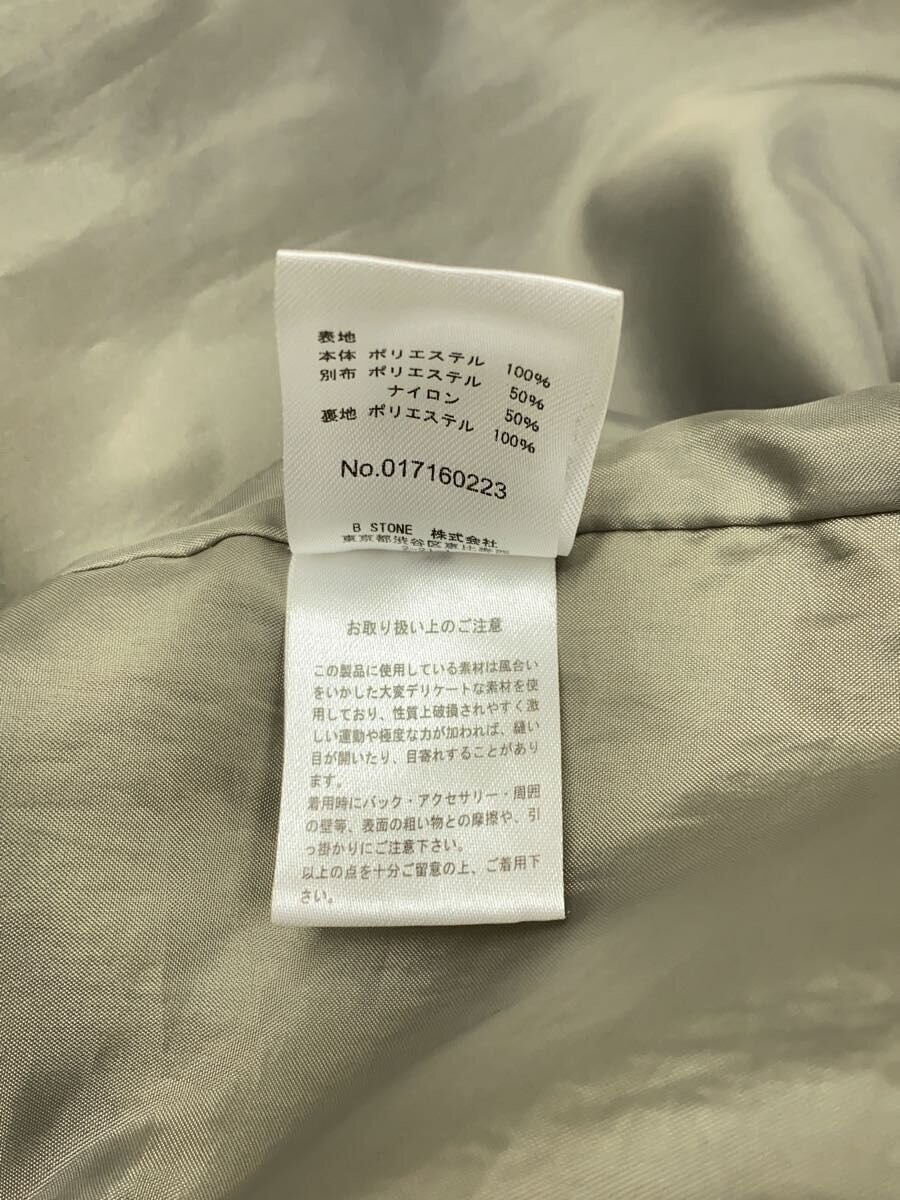 表地
本体 ポリエステル 100%
別布 ポリエステル 50%
ナイロン 50%
裏地 ポリエステル 100%
No.017160223
B STONE 株式会社
東京都渋谷区恵比寿西
お取り扱い上のご注意
この製品に使用している素材は風合い
をいかした大変デリケートな素材を使
用しており、性質上破損されやすく激
しい運動や極度な力が加われば、縫い
目が開いたり、目寄れすることがあり
ます。
着用時にバック・アクセサリー・周囲
の壁等、表面の粗い物との摩擦や、引
っ掛かりにご注意下さい。
以上の点を十分ご留意の上、ご着用下
さい。